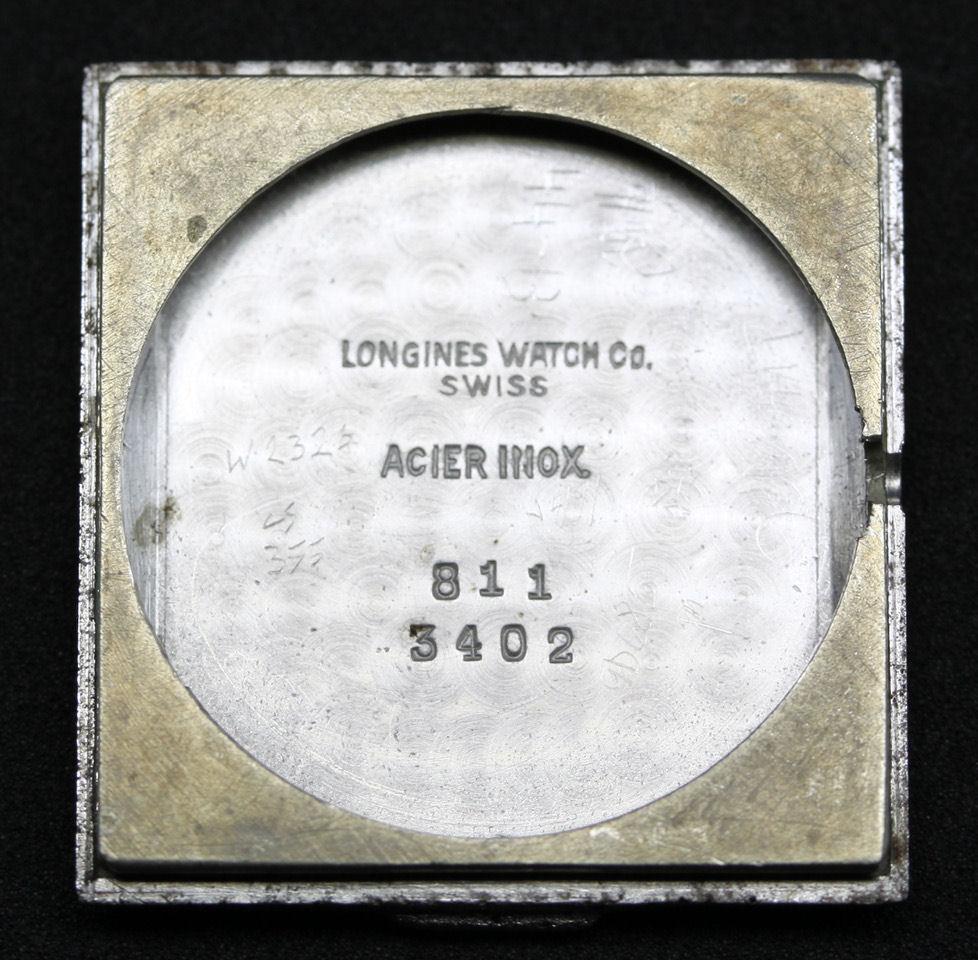 LONGINES WATCH CO.
SWISS
ACIER INOX
811
3402